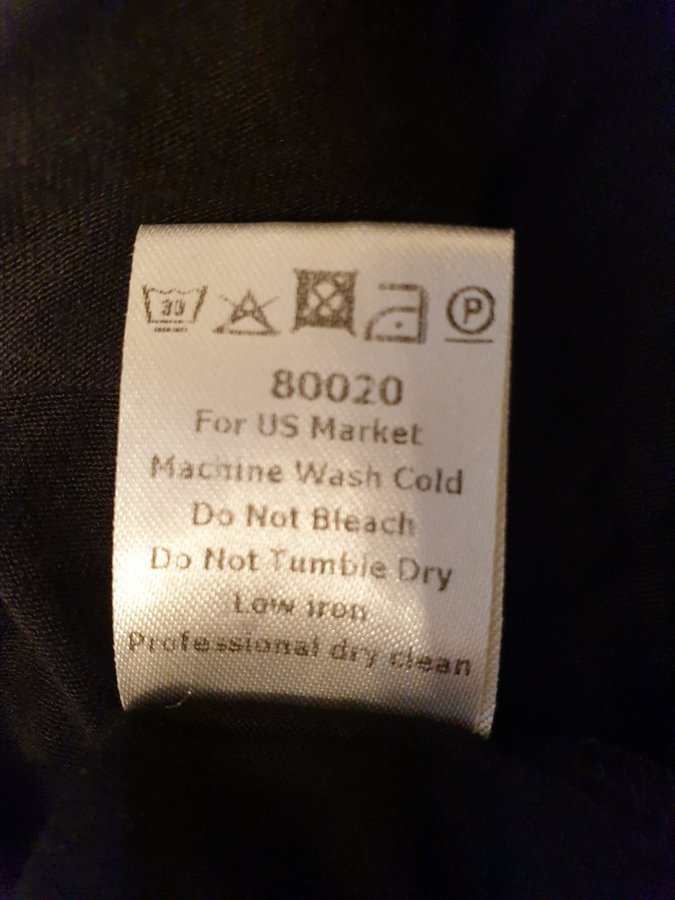 30 A P
80020
For US Market
Machine Wash Cold
Do Not Bleach
Do Not Tumble Dry
Low iron
Professional dry clean